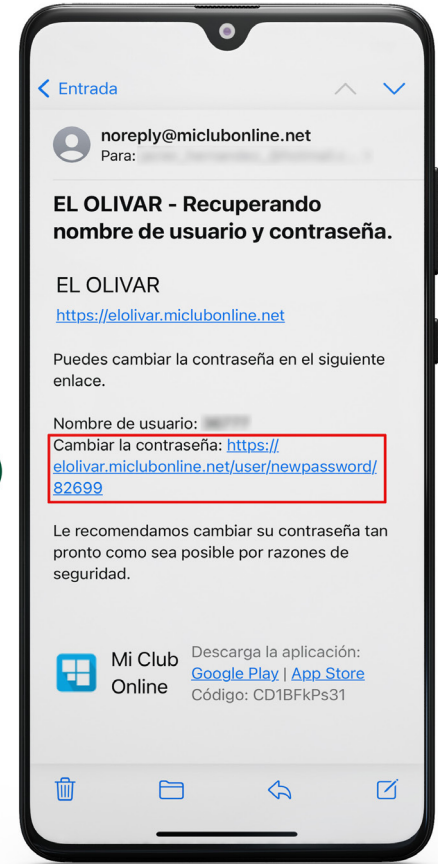 Entrada
noreply@miclubonline.net
Para:
EL OLIVAR - Recuperando
nombre de usuario y contraseña.
EL OLIVAR
https://elolivar.miclubonline.net
Puedes cambiar la contraseña en el siguiente
enlace.
Nombre de usuario:
Cambiar la contraseña: https://
elolivar.miclubonline.net/user/newpassword/
82699
Le recomendamos cambiar su contraseña tan
pronto como sea posible por razones de
seguridad.
Mi Club
Online
Descarga la aplicación:
Google Play | App Store
Código: CD1BFkPs31